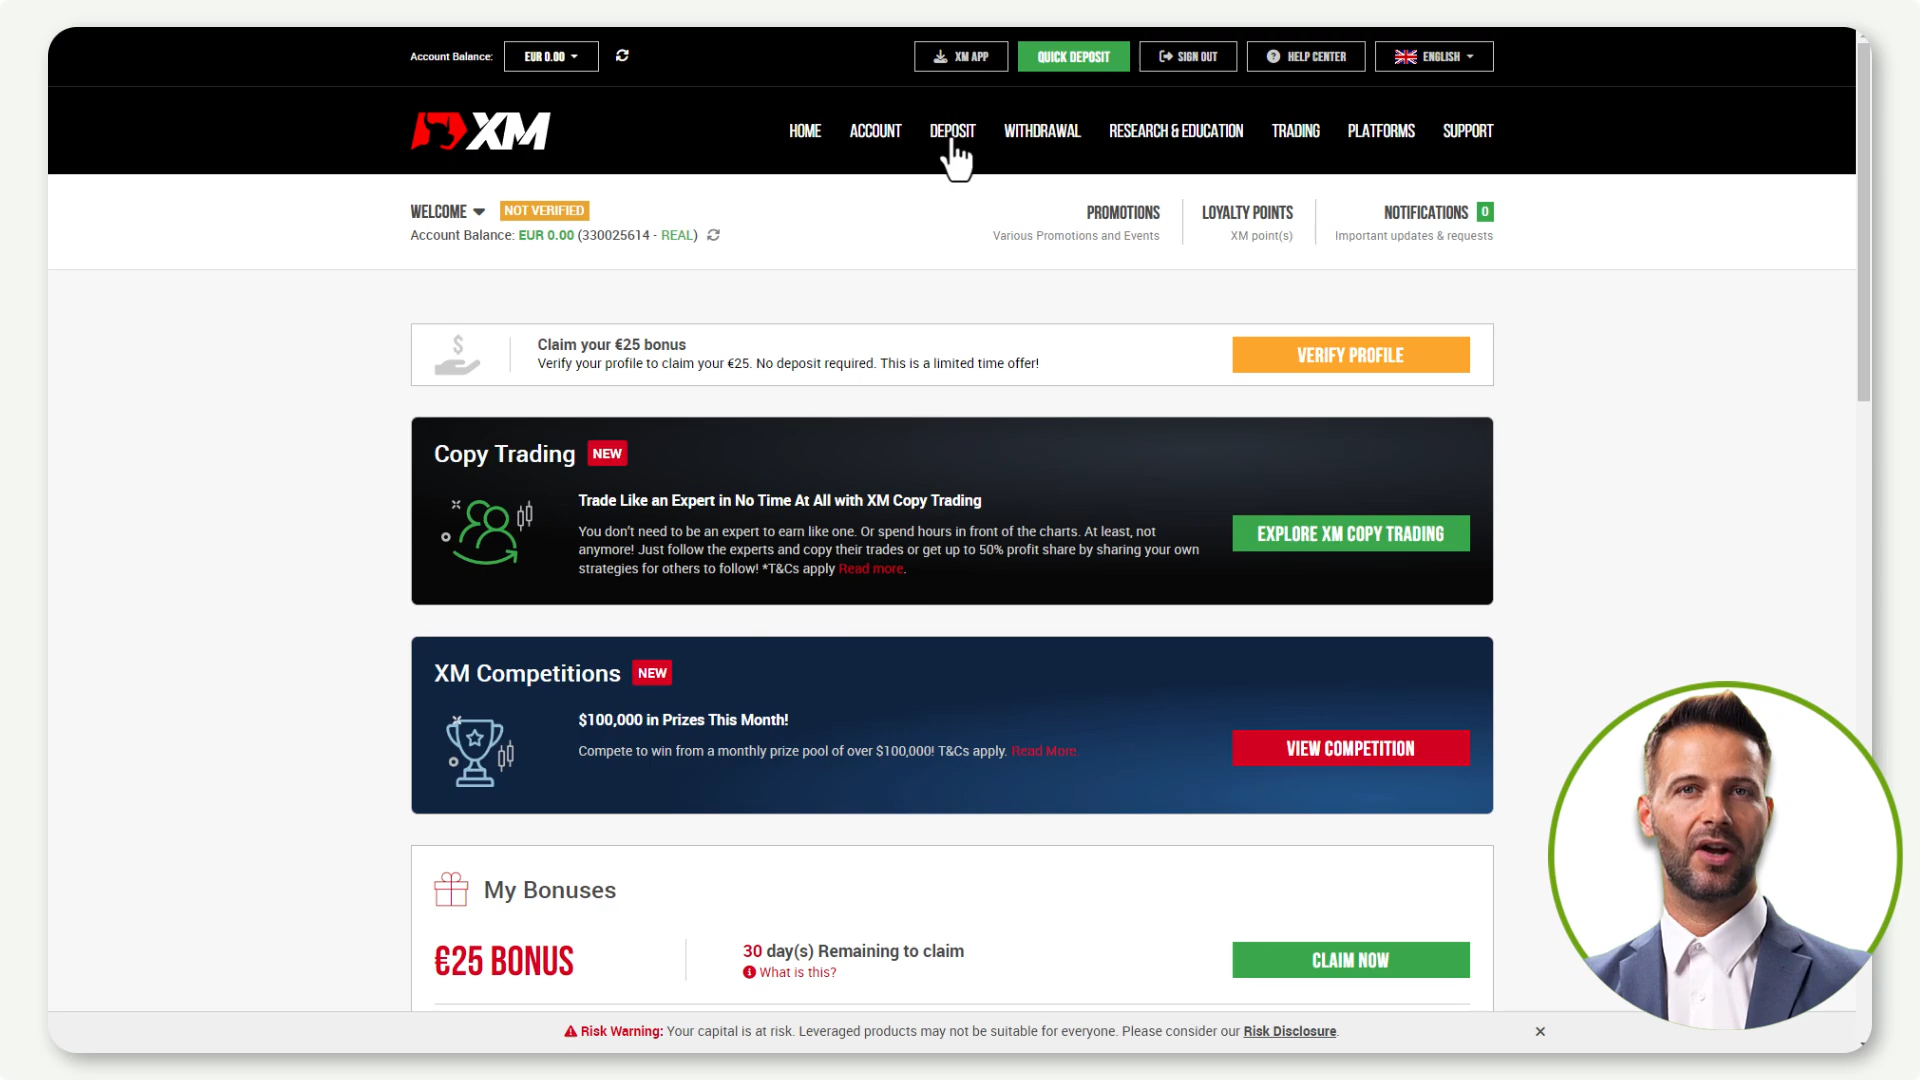 Account Balance: EUR 0.00
XM APP
QUICK DEPOSIT
SIGN OUT
HELP CENTER
ENGLISH
XM
HOME
ACCOUNT
DEPOSIT
WITHDRAWAL
RESEARCH & EDUCATION
TRADING
PLATFORMS
SUPPORT
WELCOME NOT VERIFIED
Account Balance: EUR 0.00 (330025614 - REAL)
PROMOTIONS
Various Promotions and Events
LOYALTY POINTS
XM point(s)
NOTIFICATIONS 0
Important updates & requests
Claim your €25 bonus
Verify your profile to claim your €25. No deposit required. This is a limited time offer!
VERIFY PROFILE
Copy Trading NEW
Trade Like an Expert in No Time At All with XM Copy Trading
You don't need to be an expert to earn like one. Or spend hours in front of the charts. At least, not
anymore! Just follow the experts and copy their trades or get up to 50% profit share by sharing your own
strategies for others to follow! *T&Cs apply Read more.
EXPLORE XM COPY TRADING
XM Competitions NEW
$100,000 in Prizes This Month!
Compete to win from a monthly prize pool of over $100,000! T&Cs apply. Read More.
VIEW COMPETITION
My Bonuses
€25 BONUS
30 day(s) Remaining to claim
What is this?
CLAIM NOW
Risk Warning: Your capital is at risk. Leveraged products may not be suitable for everyone. Please consider our Risk Disclosure.